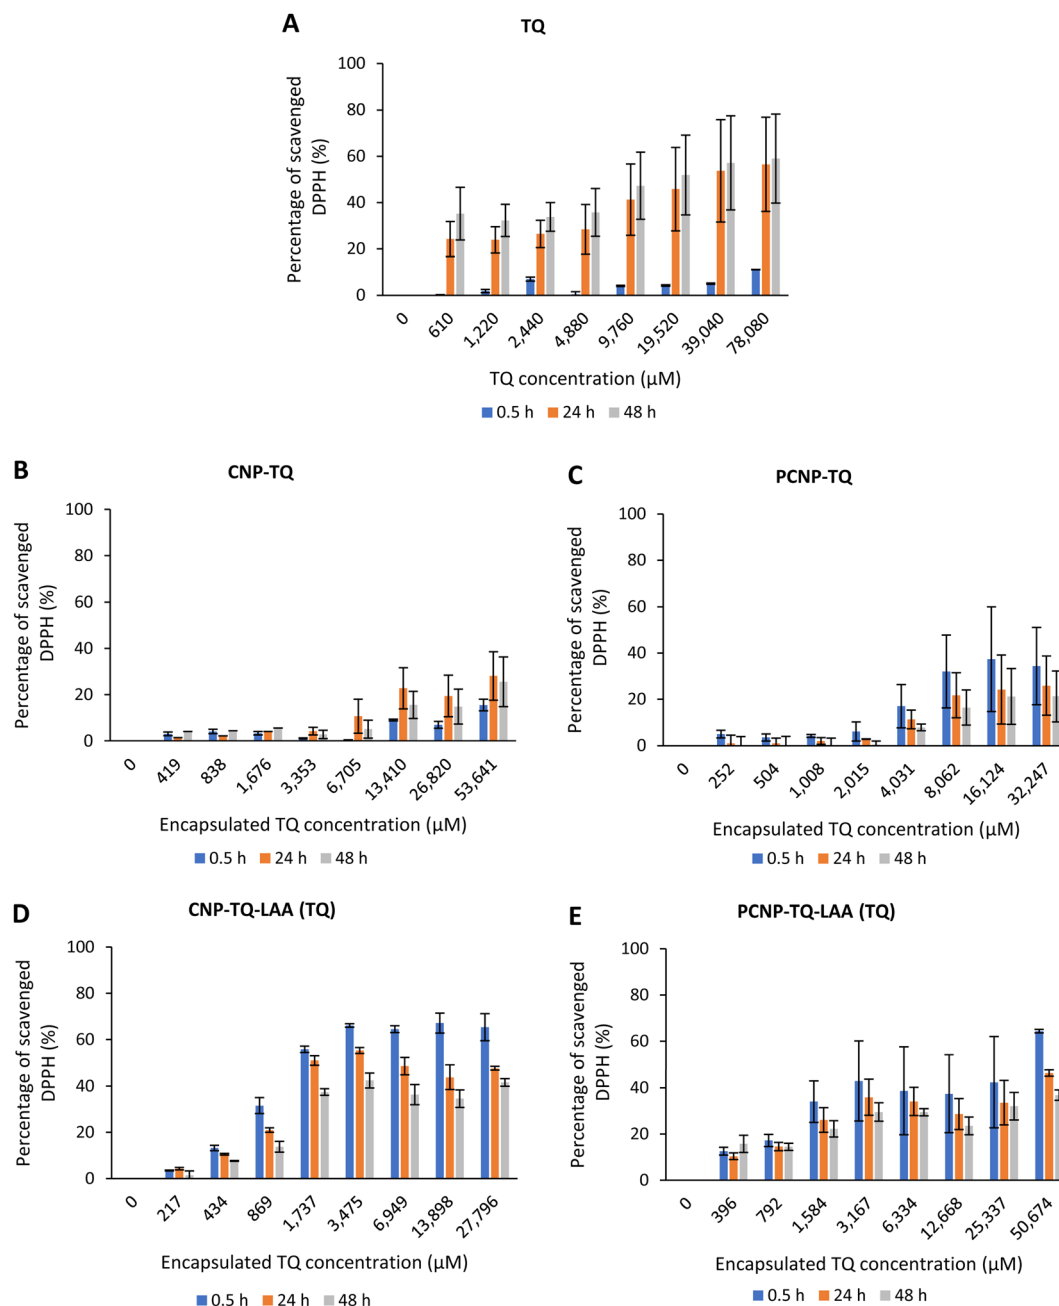 A
TQ
Percentage of scavenged
DPPH (%)
100
80
60
40
20
0
0
610
1,220
2,440
4,880
9,760
19,520
39,040
78,080
TQ concentration (µM)
0.5 h 24 h 48 h
B
CNP-TQ
Percentage of scavenged
DPPH (%)
100
80
60
40
20
0
0
419
838
1,676
3,353
6,705
13,410
26,820
53,641
Encapsulated TQ concentration (µM)
0.5 h 24 h 48 h
C
PCNP-TQ
Percentage of scavenged
DPPH (%)
100
80
60
40
20
0
0
252
504
1,008
2,015
4,031
8,062
16,124
32,247
Encapsulated TQ concentration (µM)
0.5 h 24 h 48 h
D
CNP-TQ-LAA (TQ)
Percentage of scavenged
DPPH (%)
100
80
60
40
20
0
0
217
434
869
1,737
3,475
6,949
13,898
27,796
Encapsulated TQ concentration (µM)
0.5 h 24 h 48 h
E
PCNP-TQ-LAA (TQ)
Percentage of scavenged
DPPH (%)
100
80
60
40
20
0
0
396
792
1,584
3,167
6,334
12,668
25,337
50,674
Encapsulated TQ concentration (µM)
0.5 h 24 h 48 h